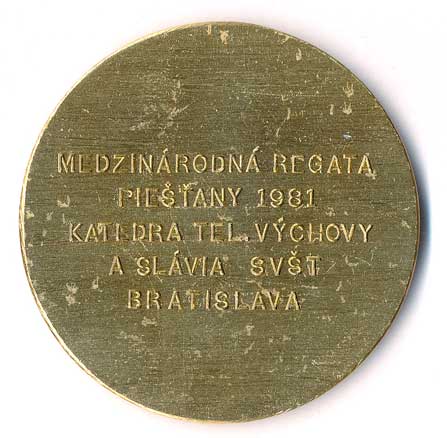 MEDZINÁRODNÁ REGATA
PIEŠŤANY 1981
KATEDRA TEL. VÝCHOVY
A SLÁVIA SVŠT
BRATISLAVA